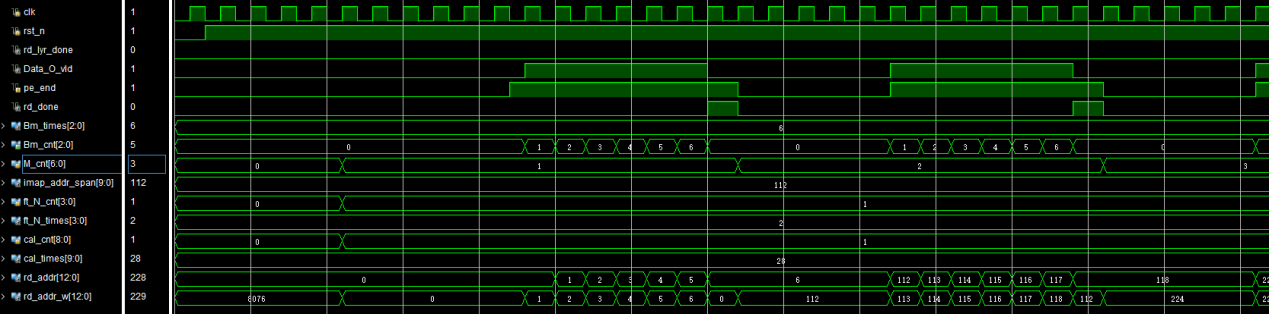 clk 1
rst_n 1
rd_lyr_done 0
Data_O_vld 1
pe_end 1
rd_done 0
Bm_times[2:0] 6 6
Bm_cnt[2:0] 5 0 1 2 3 4 5 6 0 1 2 3 4 5 6 0
M_cnt[6:0] 3 0 1 2 3
imap_addr_span[9:0] 112 112
ft_N_cnt[3:0] 1 0 1
ft_N_times[3:0] 2 2
cal_cnt[8:0] 1 0 1
cal_times[9:0] 28 28
rd_addr[12:0] 228 0 1 2 3 4 5 6 112 113 114 115 116 117 118 22
rd_addr_w[12:0] 229 8076 0 1 2 3 4 5 6 0 112 113 114 115 116 117 118 112 224 22